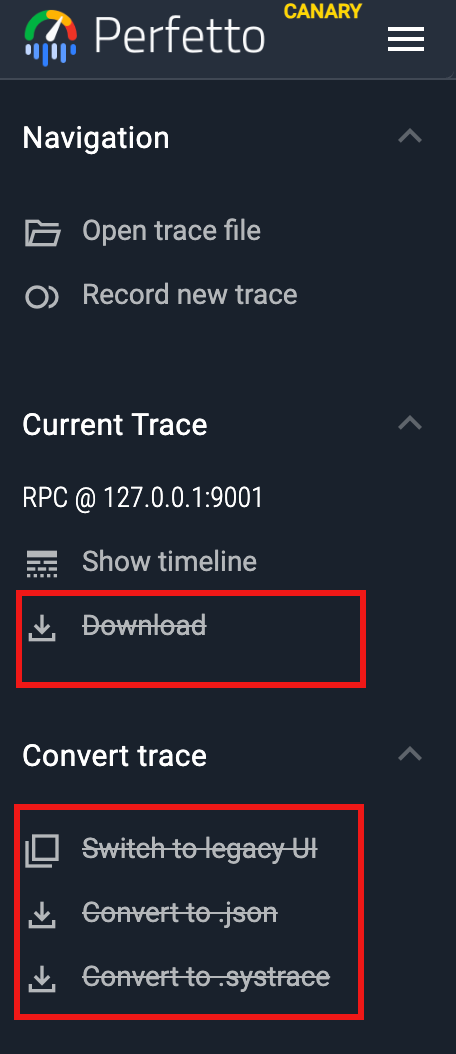 CANARY
Perfetto
Navigation
Open trace file
Record new trace
Current Trace
RPC @ 127.0.0.1:9001
Show timeline
Download
Convert trace
Switch to legacy UI
Convert to .json
Convert to .systrace